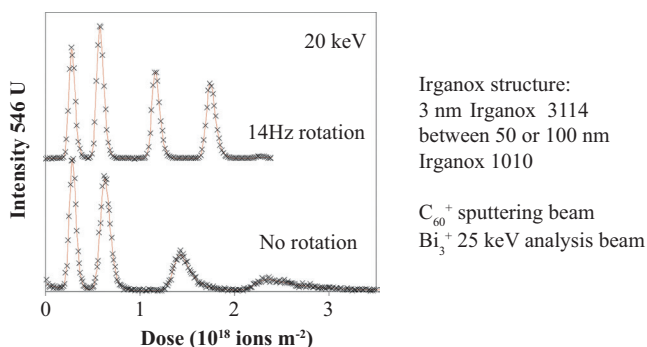 20 keV
14Hz rotation
No rotation
Intensity 546 U
0 1 2 3
Dose (10¹⁸ ions m⁻²)
Irganox structure:
3 nm Irganox 3114
between 50 or 100 nm
Irganox 1010
C₆₀⁺ sputtering beam
Bi₃⁺ 25 keV analysis beam